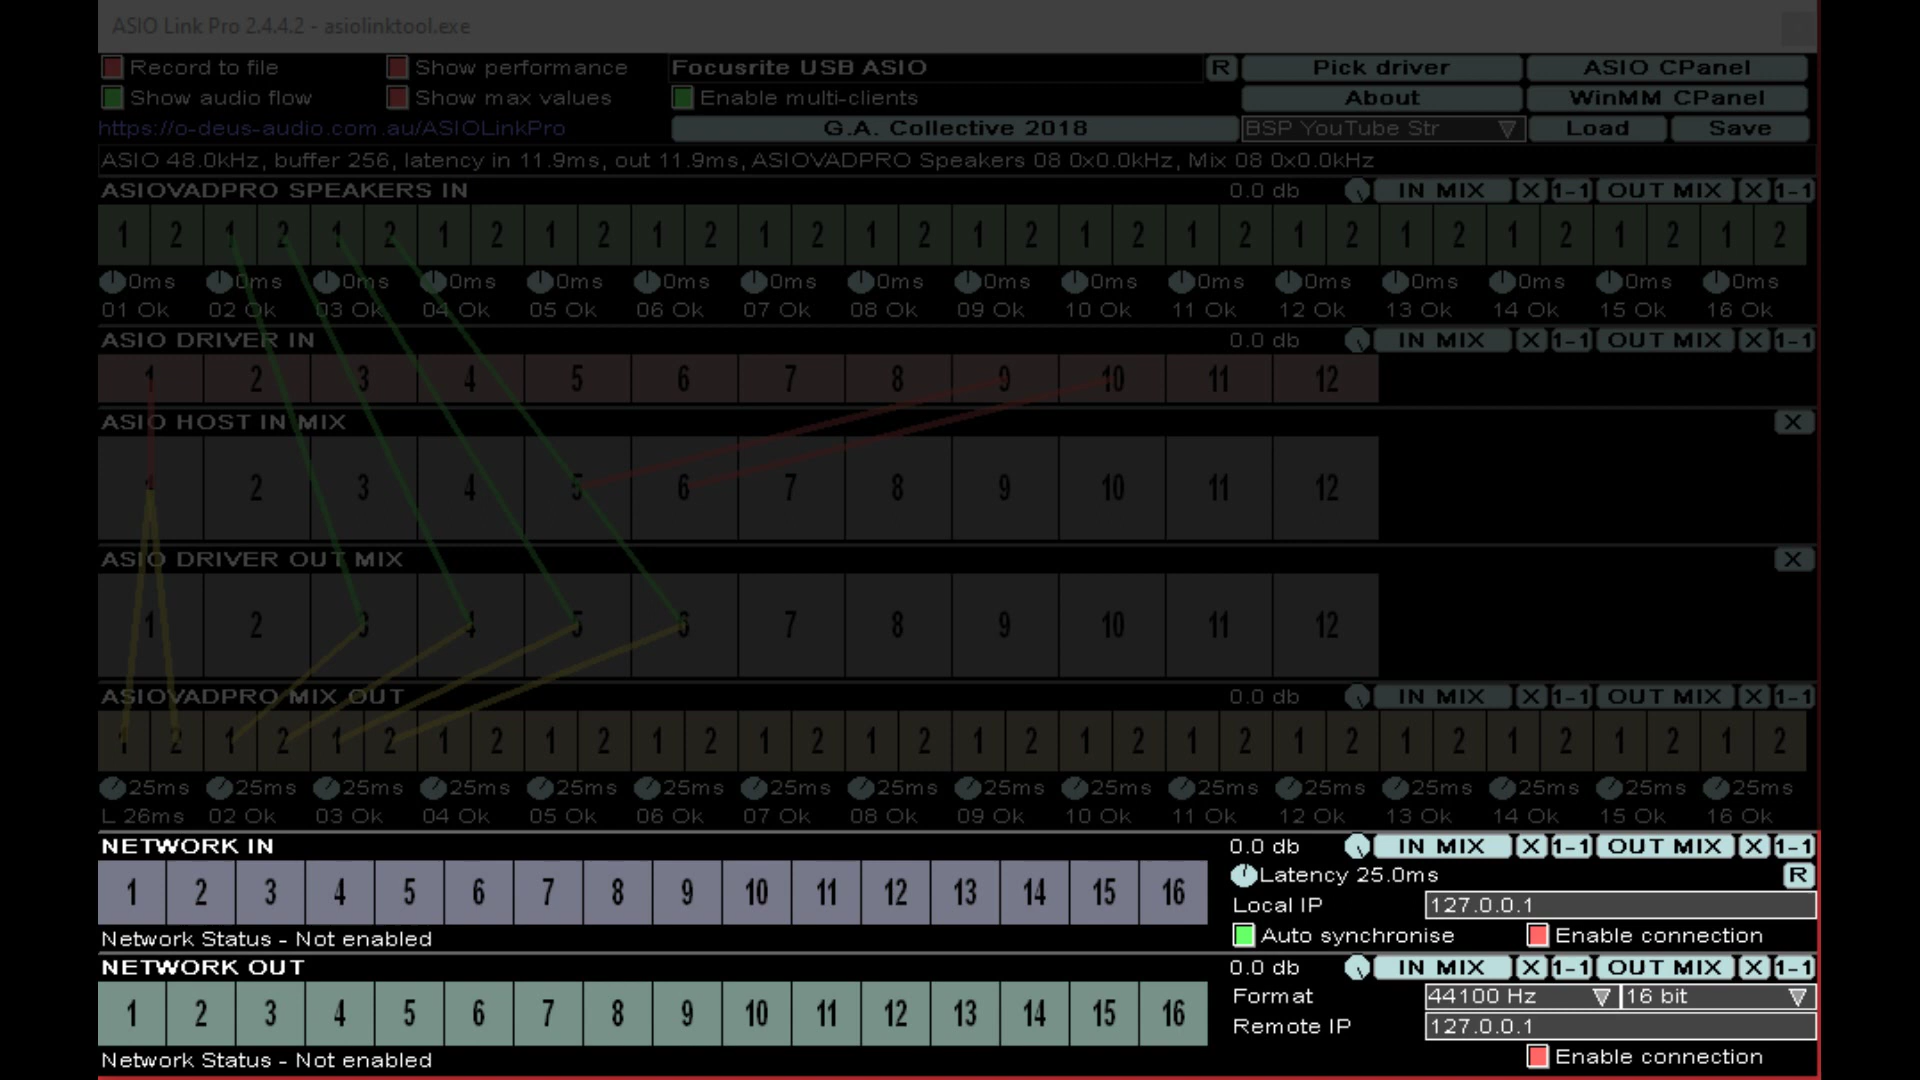 ASIO Link Pro 2.4.4.2 - asiolinktool.exe
Record to file Show performance Focusrite USB ASIO R Pick driver ASIO CPanel
Show audio flow Show max values Enable multi-clients About WinMM CPanel
https://o-deus-audio.com.au/ASIOLinkPro G.A. Collective 2018 BSP YouTube Str Load Save
ASIO 48.0kHz, buffer 256, latency in 11.9ms, out 11.9ms, ASIOVADPRO Speakers 08 0x0.0kHz, Mix 08 0x0.0kHz
ASIOVADPRO SPEAKERS IN 0.0 db IN MIX X 1-1 OUT MIX X 1-1
1 2 1 2 1 2 1 2 1 2 1 2 1 2 1 2 1 2 1 2 1 2 1 2 1 2 1 2 1 2 1 2
0ms 0ms 0ms 0ms 0ms 0ms 0ms 0ms 0ms 0ms 0ms 0ms 0ms 0ms 0ms 0ms
01 Ok 02 Ok 03 Ok 04 Ok 05 Ok 06 Ok 07 Ok 08 Ok 09 Ok 10 Ok 11 Ok 12 Ok 13 Ok 14 Ok 15 Ok 16 Ok
ASIO DRIVER IN 0.0 db IN MIX X 1-1 OUT MIX X 1-1
1 2 3 4 5 6 7 8 9 10 11 12
ASIO HOST IN MIX X
1 2 3 4 5 6 7 8 9 10 11 12
ASIO DRIVER OUT MIX X
1 2 3 4 5 6 7 8 9 10 11 12
ASIOVADPRO MIX OUT 0.0 db IN MIX X 1-1 OUT MIX X 1-1
1 2 1 2 1 2 1 2 1 2 1 2 1 2 1 2 1 2 1 2 1 2 1 2 1 2 1 2 1 2 1 2
25ms 25ms 25ms 25ms 25ms 25ms 25ms 25ms 25ms 25ms 25ms 25ms 25ms 25ms 25ms 25ms
L 26ms 02 Ok 03 Ok 04 Ok 05 Ok 06 Ok 07 Ok 08 Ok 09 Ok 10 Ok 11 Ok 12 Ok 13 Ok 14 Ok 15 Ok 16 Ok
NETWORK IN 0.0 db IN MIX X 1-1 OUT MIX X 1-1
1 2 3 4 5 6 7 8 9 10 11 12 13 14 15 16
Latency 25.0ms R
Local IP 127.0.0.1
Network Status - Not enabled Auto synchronise Enable connection
NETWORK OUT 0.0 db IN MIX X 1-1 OUT MIX X 1-1
1 2 3 4 5 6 7 8 9 10 11 12 13 14 15 16
Format 44100 Hz 16 bit
Remote IP 127.0.0.1
Network Status - Not enabled Enable connection